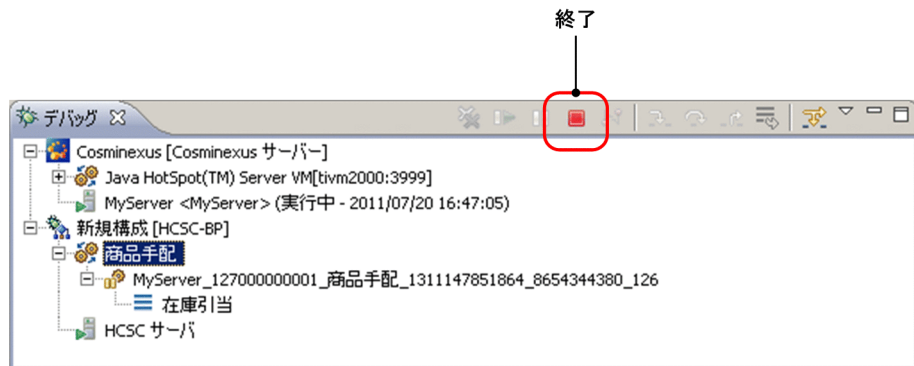 終了
デバッグ
Cosminexus [Cosminexus サーバー]
Java HotSpot(TM) Server VM[tivm2000:3999]
MyServer <MyServer> (実行中 - 2011/07/20 16:47:05)
新規構成 [HCSC-BP]
商品手配
MyServer_127000000001_商品手配_1311147851864_8654344380_126
在庫引当
HCSC サーバ